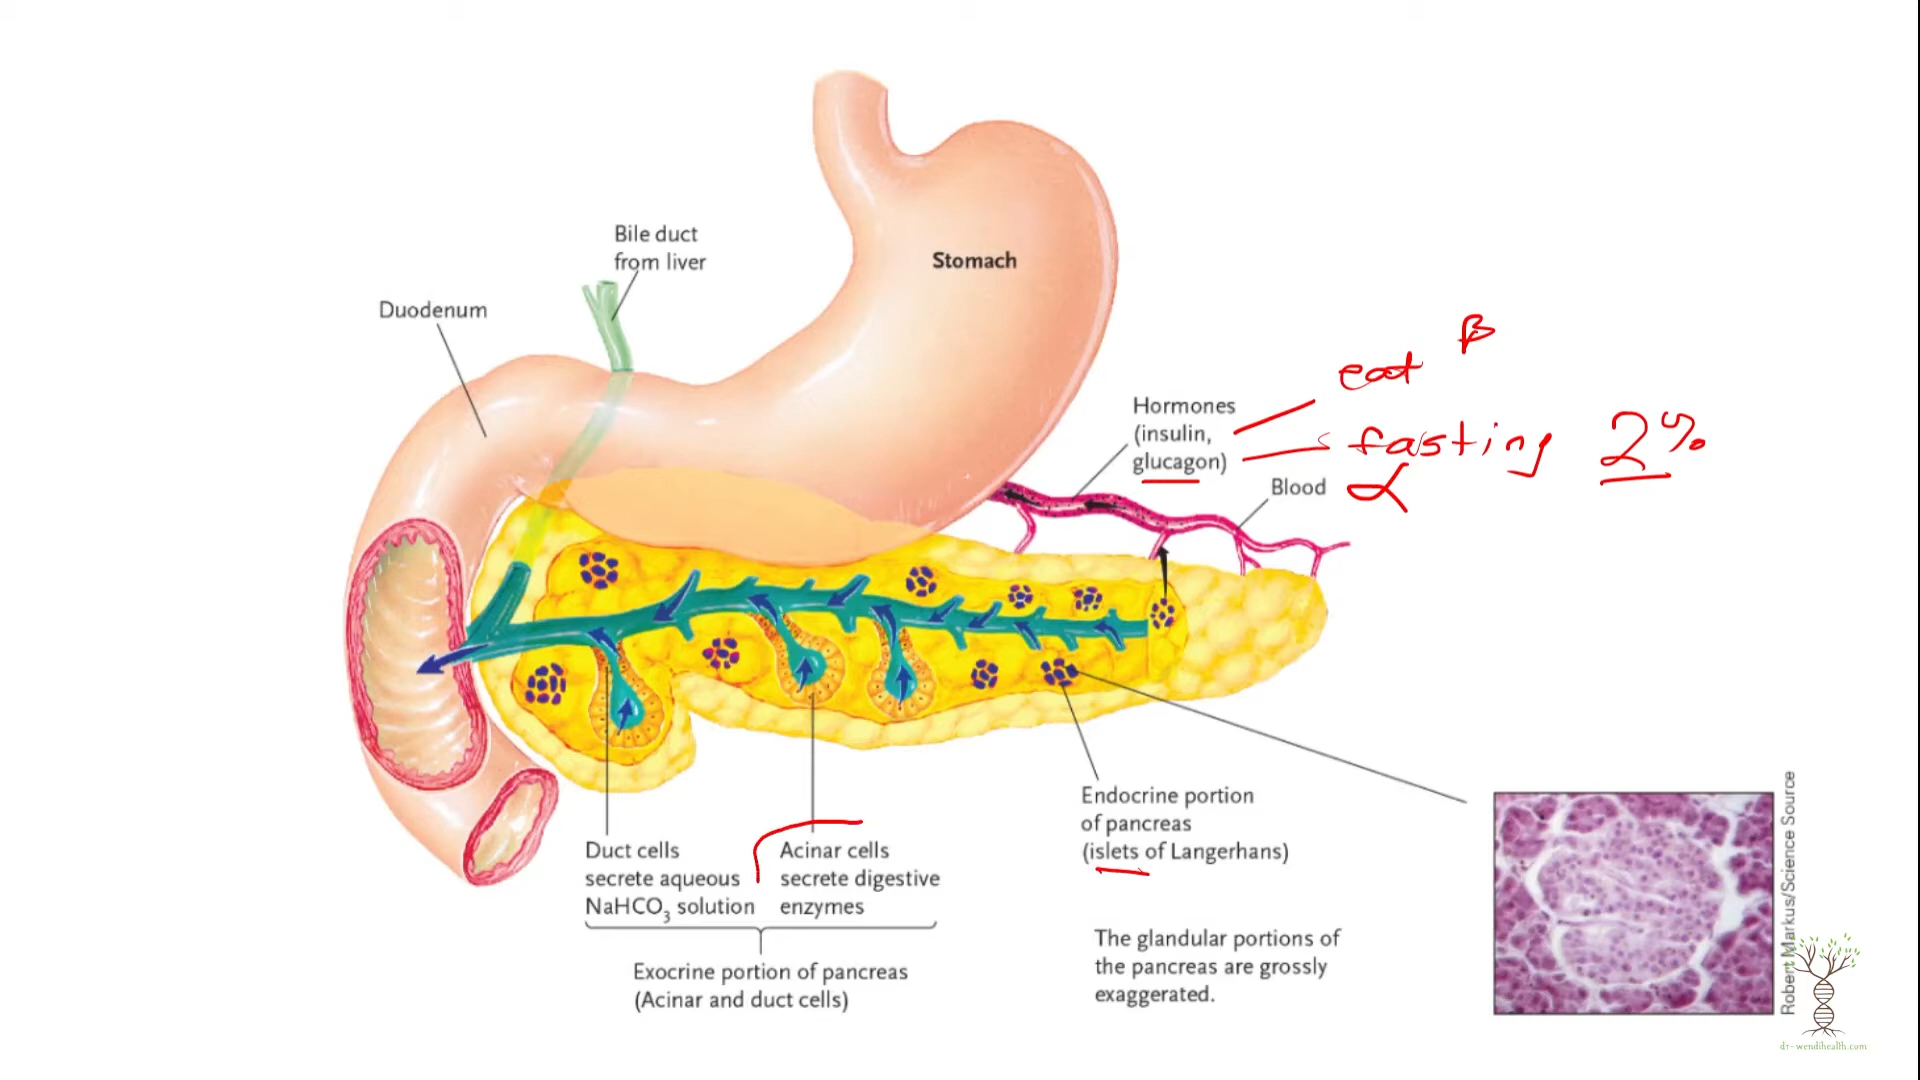 Stomach
Bile duct
from liver
Duodenum
Hormones
(insulin,
glucagon)
eat β
fasting 2%
α
Blood
Duct cells
secrete aqueous
NaHCO₃ solution
Acinar cells
secrete digestive
enzymes
Exocrine portion of pancreas
(Acinar and duct cells)
Endocrine portion
of pancreas
(islets of Langerhans)
The glandular portions of
the pancreas are grossly
exaggerated.
Robert Markus/Science Source
dr-wendihealth.com